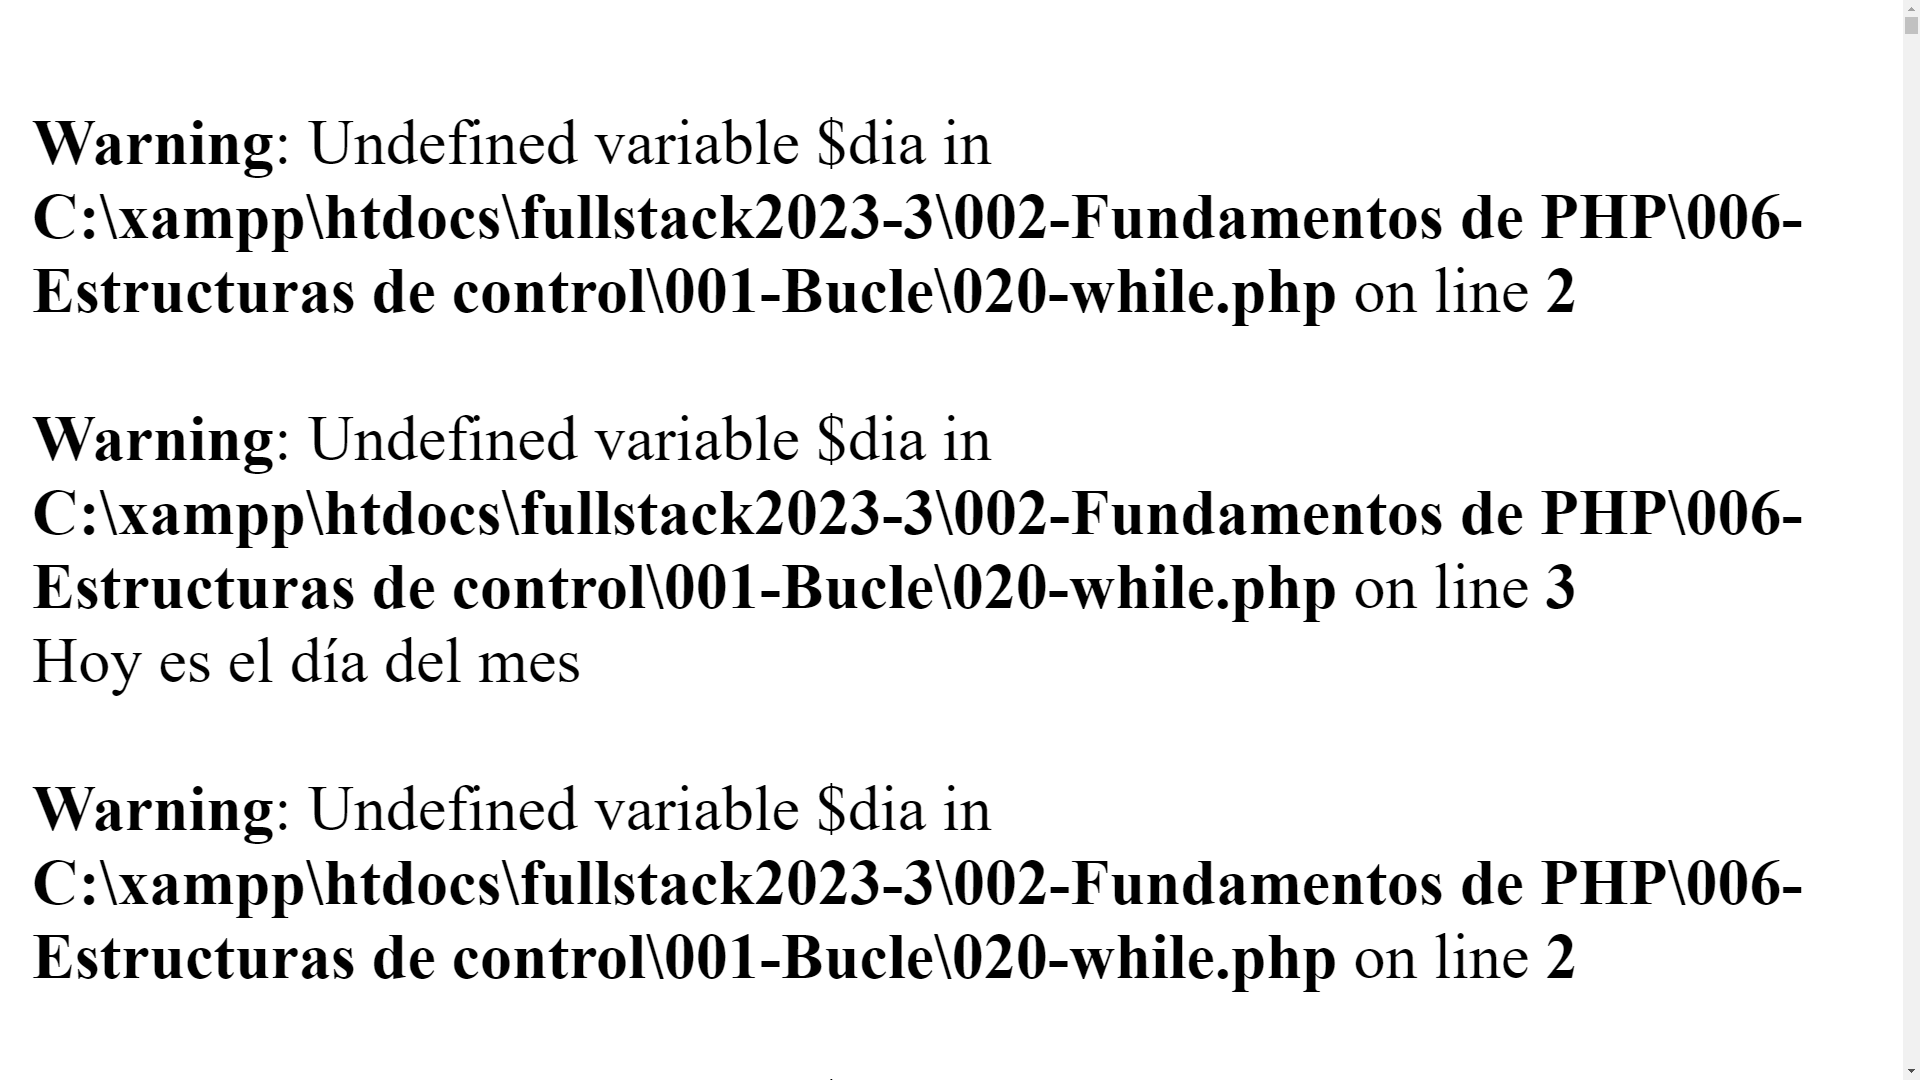 Warning: Undefined variable $dia in
C:\xampp\htdocs\fullstack2023-3\002-Fundamentos de PHP\006-
Estructuras de control\001-Bucle\020-while.php on line 2
Warning: Undefined variable $dia in
C:\xampp\htdocs\fullstack2023-3\002-Fundamentos de PHP\006-
Estructuras de control\001-Bucle\020-while.php on line 3
Hoy es el día del mes
Warning: Undefined variable $dia in
C:\xampp\htdocs\fullstack2023-3\002-Fundamentos de PHP\006-
Estructuras de control\001-Bucle\020-while.php on line 2